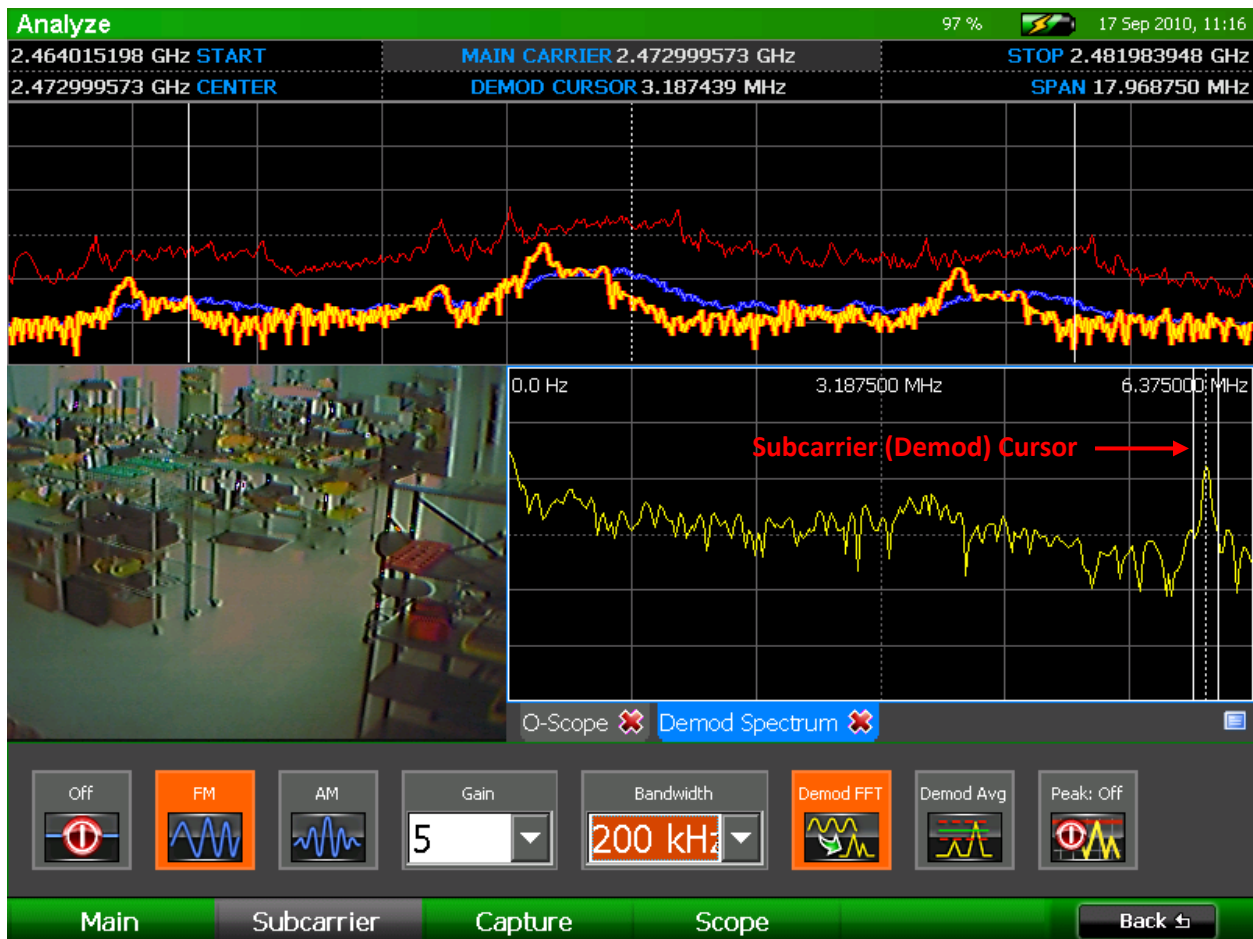 Analyze 97 % 17 Sep 2010, 11:16
2.464015198 GHz START MAIN CARRIER 2.472999573 GHz STOP 2.481983948 GHz
2.472999573 GHz CENTER DEMOD CURSOR 3.187439 MHz SPAN 17.968750 MHz
0.0 Hz 3.187500 MHz 6.375000 MHz
Subcarrier (Demod) Cursor
O-Scope Demod Spectrum
Off FM AM Gain Bandwidth Demod FFT Demod Avg Peak: Off
5 200 kHz
Main Subcarrier Capture Scope Back